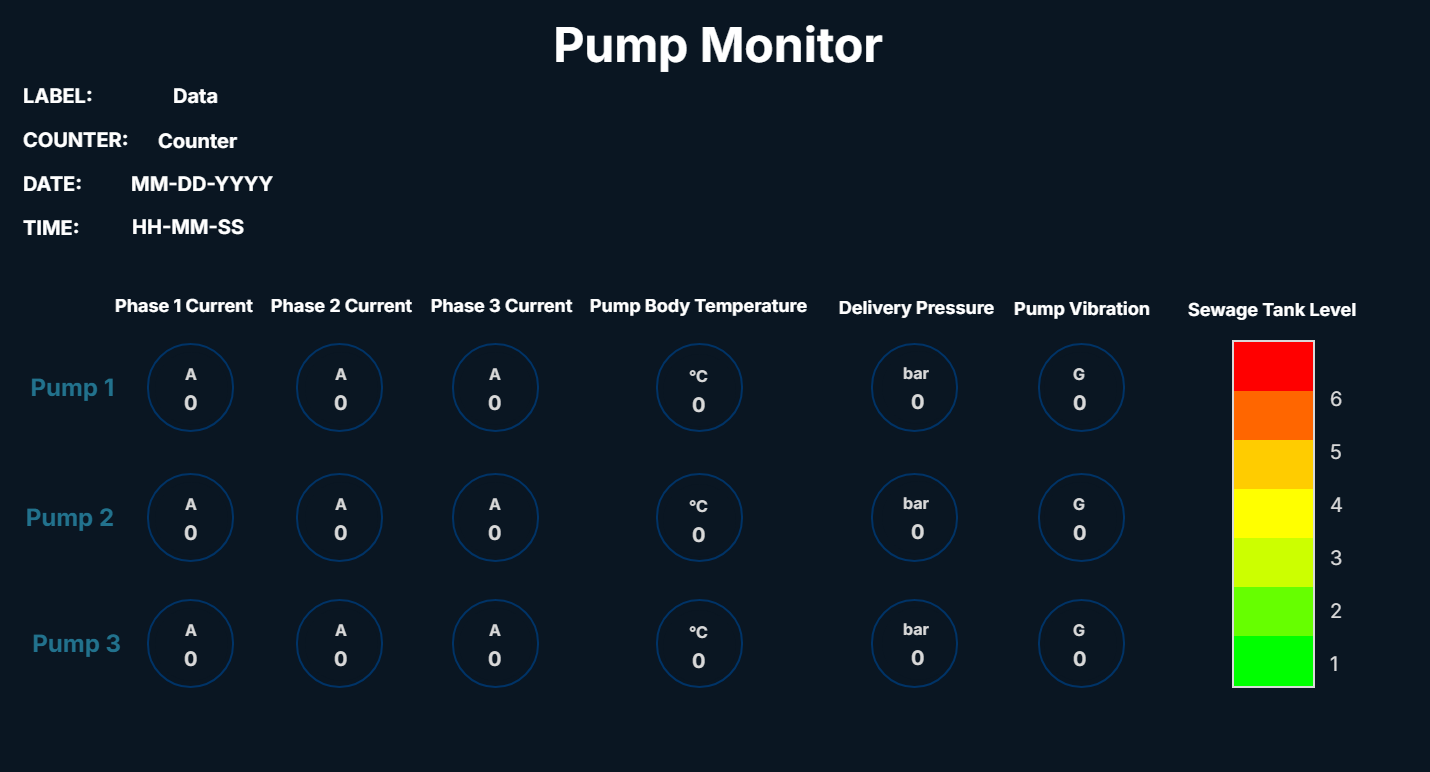 Pump Monitor
LABEL: Data
COUNTER: Counter
DATE: MM-DD-YYYY
TIME: HH-MM-SS
Phase 1 Current Phase 2 Current Phase 3 Current Pump Body Temperature Delivery Pressure Pump Vibration Sewage Tank Level
A A A °C bar G
Pump 1
0 0 0 0 0 0
6
5
A A A °C bar G
4
Pump 2
0 0 0 0 0 0
3
2
A A A °C bar G
Pump 3
0 0 0 0 0 0
1